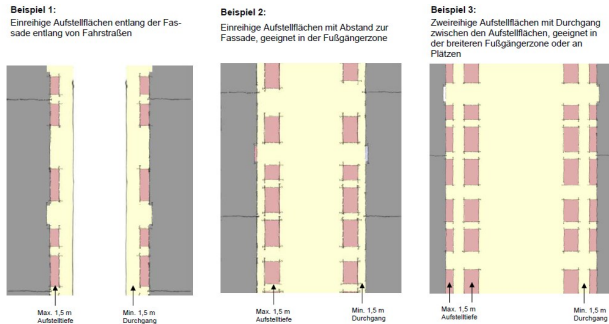 Beispiel 1:
Einreihige Aufstellflächen entlang der Fas-
sade entlang von Fahrstraßen
Max. 1,5 m
Aufstelltiefe
Min. 1,5 m
Durchgang
Beispiel 2:
Einreihige Aufstellflächen mit Abstand zur
Fassade, geeignet in der Fußgängerzone
Max. 1,5 m
Aufstelltiefe
Min. 1,5 m
Durchgang
Beispiel 3:
Zweireihige Aufstellflächen mit Durchgang
zwischen den Aufstellflächen, geeignet in
der breiteren Fußgängerzone oder an
Plätzen
Max. 1,5 m
Aufstelltiefe
Min. 1,5 m
Durchgang